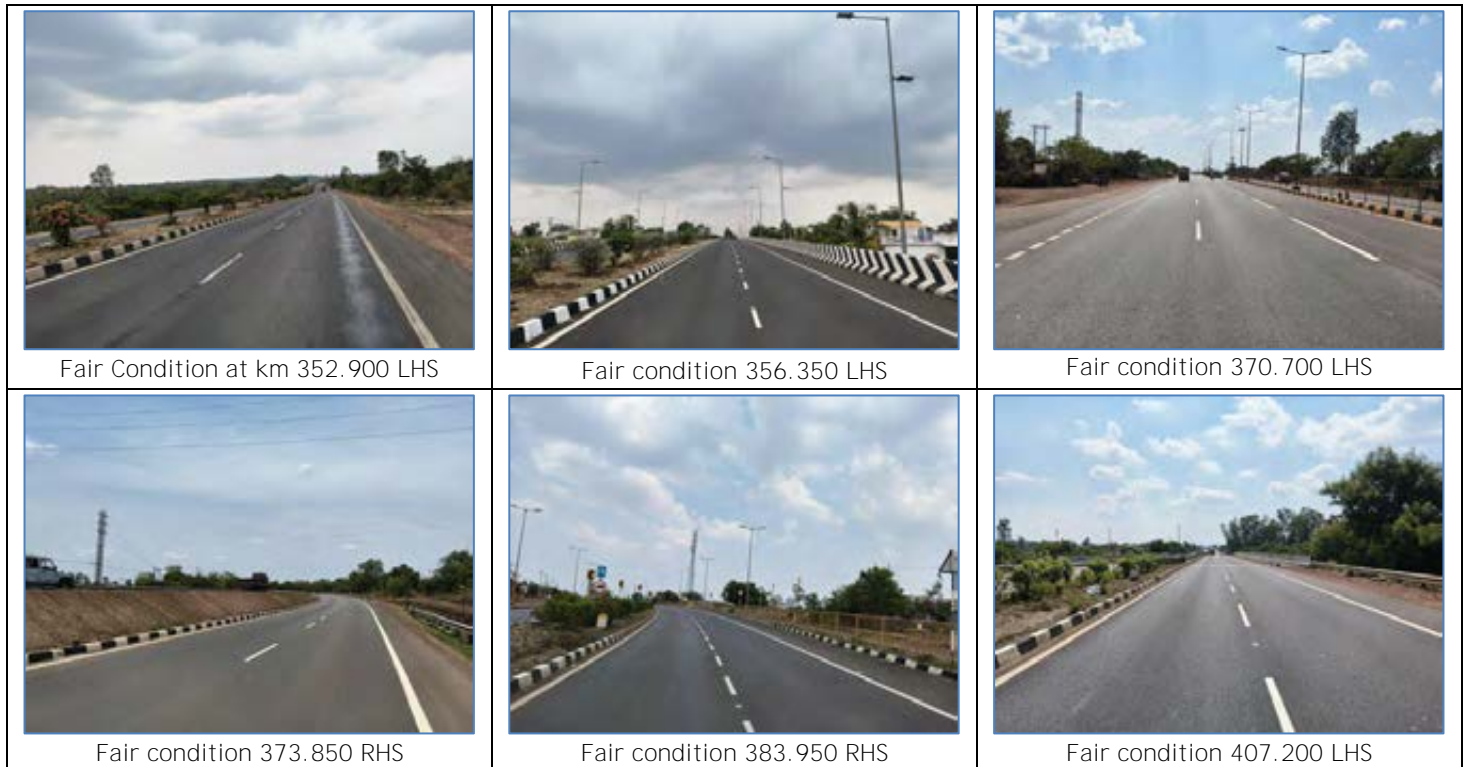 Fair Condition at km 352.900 LHS
Fair condition 356.350 LHS
Fair condition 370.700 LHS
Fair condition 373.850 RHS
Fair condition 383.950 RHS
Fair condition 407.200 LHS